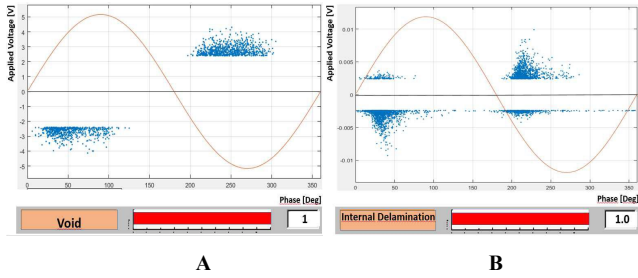 Applied Voltage [V]
5
4
3
2
1
0
-1
-2
-3
-4
-5
0 50 100 150 200 250 300 350
Phase [Deg]
Void
1
A
Applied Voltage [V]
0.01
0.005
0
-0.005
-0.01
0 50 100 150 200 250 300 350
Phase [Deg]
Internal Delamination
1.0
B